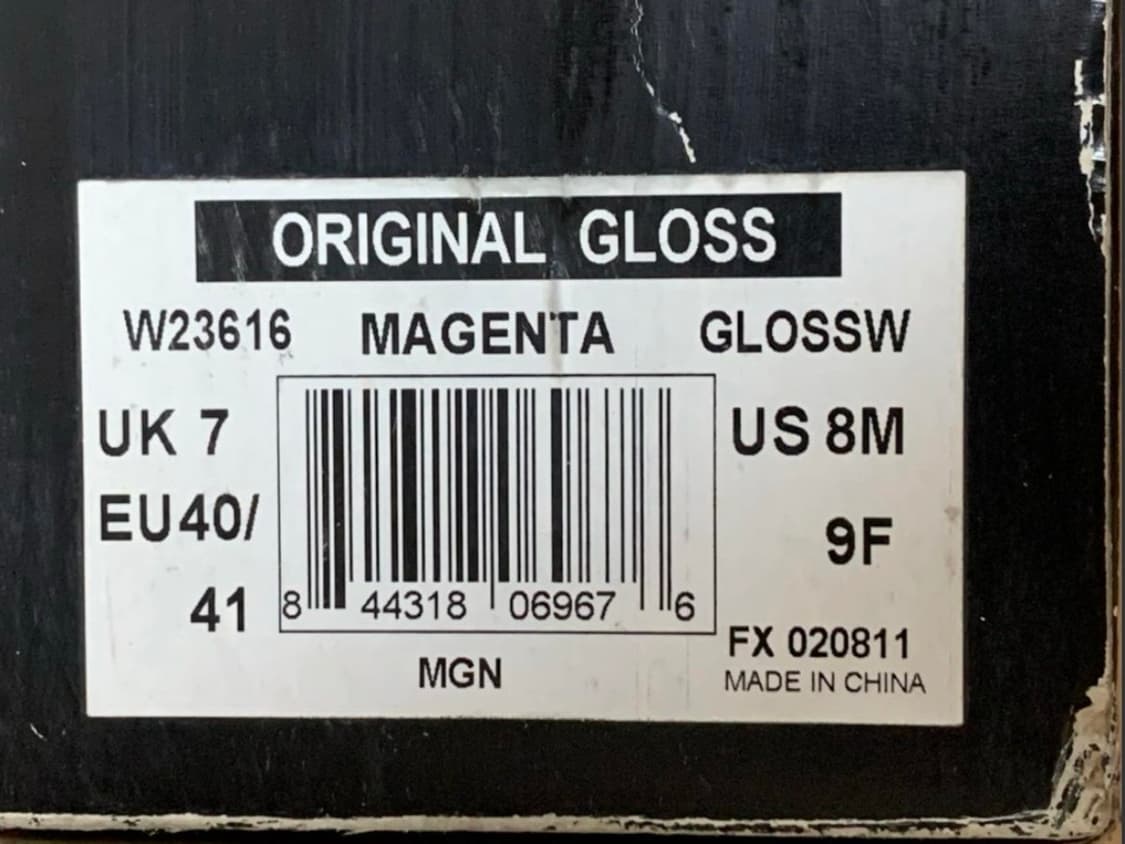 ORIGINAL GLOSS
W23616 MAGENTA GLOSSW
UK 7
US 8M
EU40/
41
9F
8 44318 06967 6
FX 020811
MGN
MADE IN CHINA